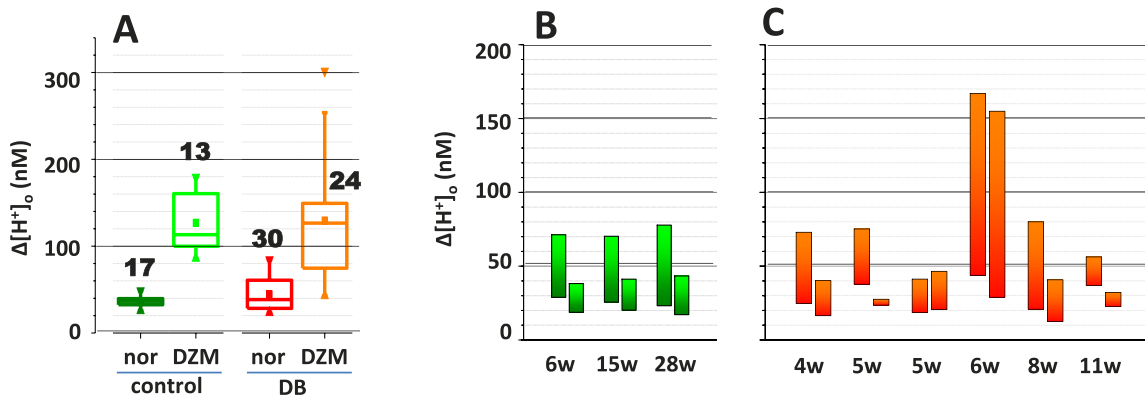 A
B
C
Δ[H⁺]ₒ (nM)
300
200
100
0
17
13
30
24
nor DZM nor DZM
control DB
Δ[H⁺]ₒ (nM)
200
150
100
50
0
6w 15w 28w
4w 5w 5w 6w 8w 11w